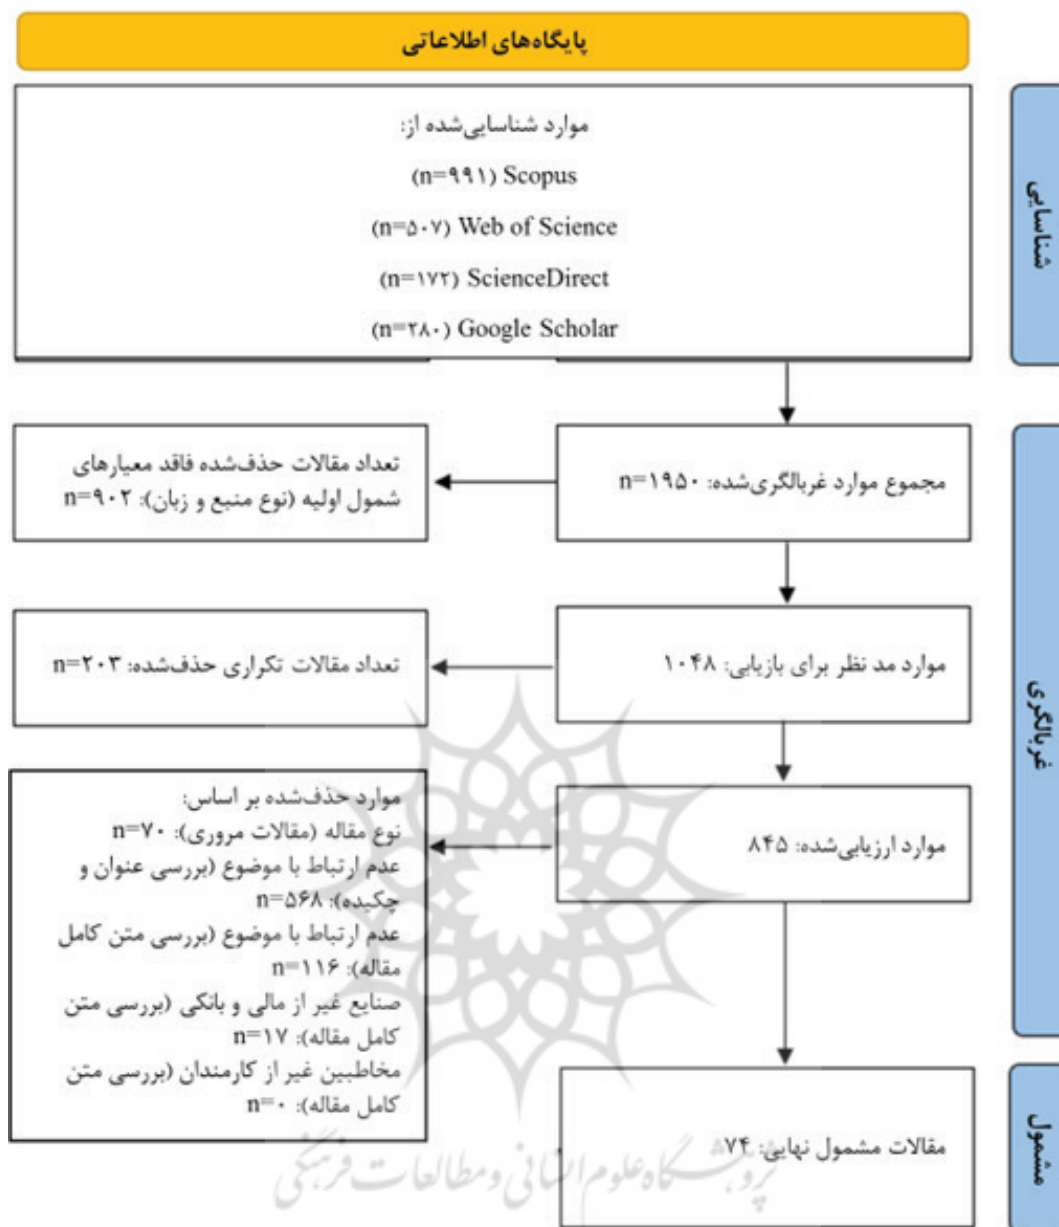 پایگاه‌های اطلاعاتی
شناسایی
موارد شناسایی‌شده از:
(n=۹۹۱) Scopus
(n=۵۰۷) Web of Science
(n=۱۷۲) ScienceDirect
(n=۲۸۰) Google Scholar
غربالگری
مجموع موارد غربالگری‌شده: n=۱۹۵۰
تعداد مقالات حذف‌شده فاقد معیارهای
شمول اولیه (نوع منبع و زبان): n=۹۰۲
موارد مد نظر برای بازیابی: ۱۰۴۸
تعداد مقالات تکراری حذف‌شده: n=۲۰۳
موارد ارزیابی‌شده: ۸۴۵
موارد حذف‌شده بر اساس:
نوع مقاله (مقالات مروری): n=۷۰
عدم ارتباط با موضوع (بررسی عنوان و
چکیده): n=۵۶۸
عدم ارتباط با موضوع (بررسی متن کامل
مقاله): n=۱۱۶
صنایع غیر از مالی و بانکی (بررسی متن
کامل مقاله): n=۱۷
مخاطبین غیر از کارمندان (بررسی متن
کامل مقاله): n=۰
مشمول
مقالات مشمول نهایی: ۷۴
پژوهشگاه علوم انسانی و مطالعات فرهنگی